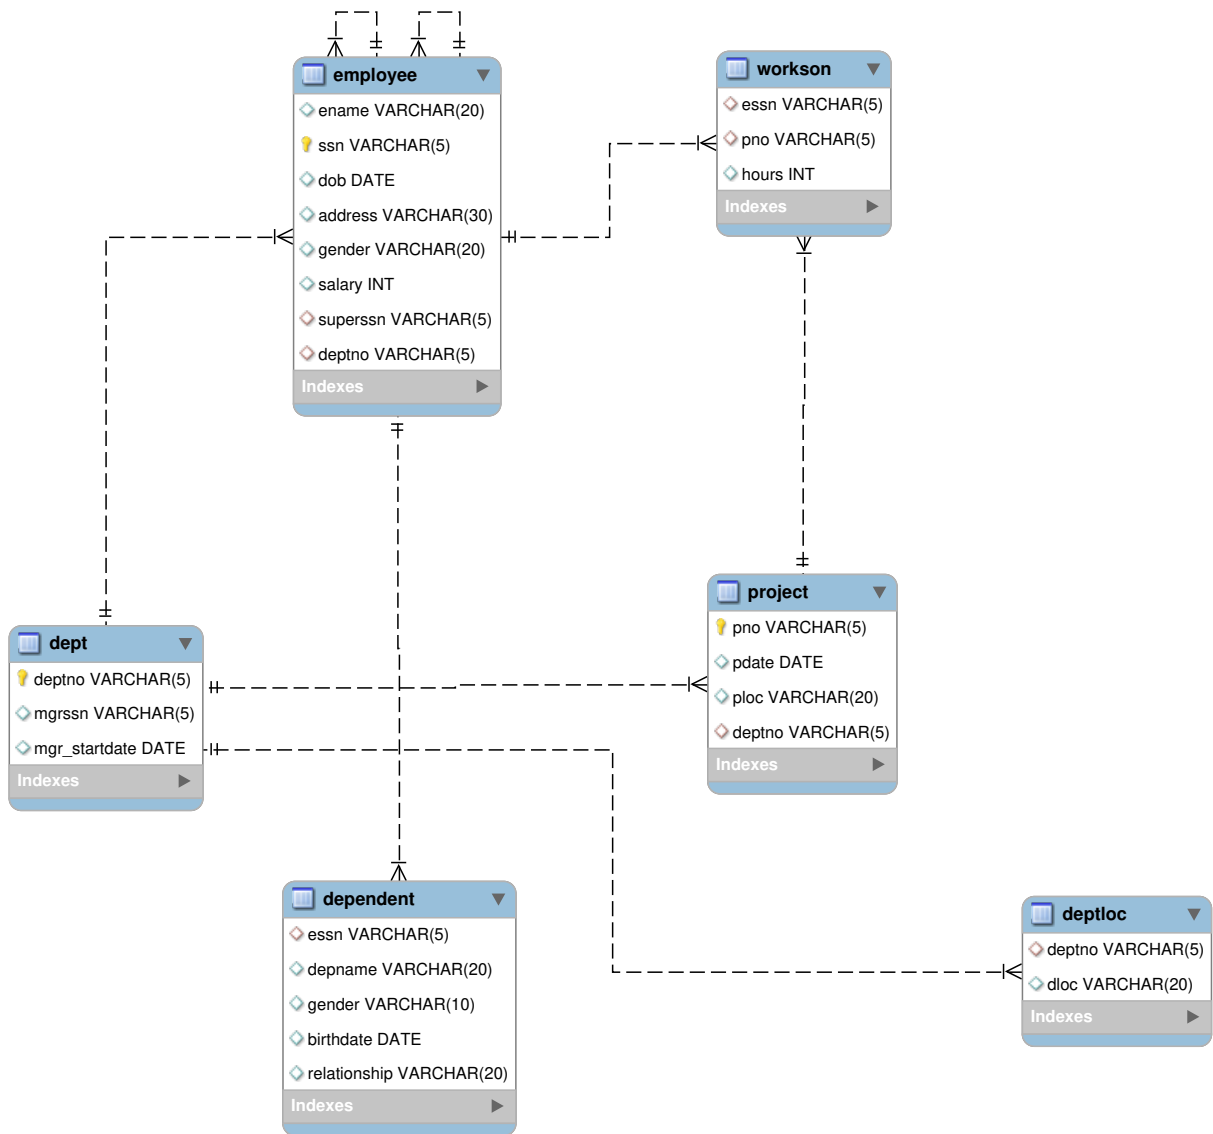 employee
ename VARCHAR(20)
ssn VARCHAR(5)
dob DATE
address VARCHAR(30)
gender VARCHAR(20)
salary INT
superssn VARCHAR(5)
deptno VARCHAR(5)
Indexes
workson
essn VARCHAR(5)
pno VARCHAR(5)
hours INT
Indexes
dept
deptno VARCHAR(5)
mgrssn VARCHAR(5)
mgr_startdate DATE
Indexes
project
pno VARCHAR(5)
pdate DATE
ploc VARCHAR(20)
deptno VARCHAR(5)
Indexes
dependent
essn VARCHAR(5)
depname VARCHAR(20)
gender VARCHAR(10)
birthdate DATE
relationship VARCHAR(20)
Indexes
deptloc
deptno VARCHAR(5)
dloc VARCHAR(20)
Indexes